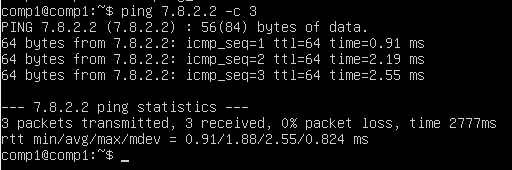 comp1@comp1:~$ ping 7.8.2.2 -c 3
PING 7.8.2.2 (7.8.2.2) : 56(84) bytes of data.
64 bytes from 7.8.2.2: icmp_seq=1 ttl=64 time=0.91 ms
64 bytes from 7.8.2.2: icmp_seq=2 ttl=64 time=2.19 ms
64 bytes from 7.8.2.2: icmp_seq=3 ttl=64 time=2.55 ms
--- 7.8.2.2 ping statistics ---
3 packets transmitted, 3 received, 0% packet loss, time 2777ms
rtt min/avg/max/mdev = 0.91/1.88/2.55/0.824 ms
comp1@comp1:~$ _